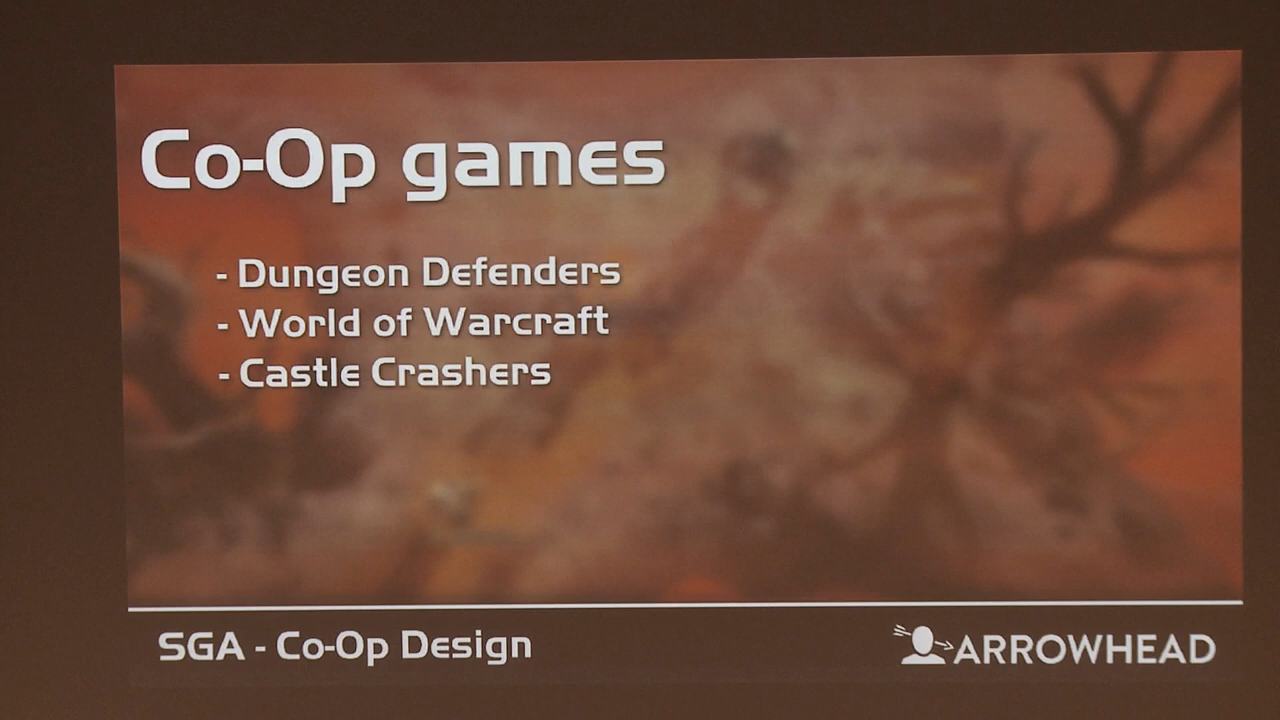 Co-Op games
- Dungeon Defenders
- World of Warcraft
- Castle Crashers
SGA - Co-Op Design
ARROWHEAD